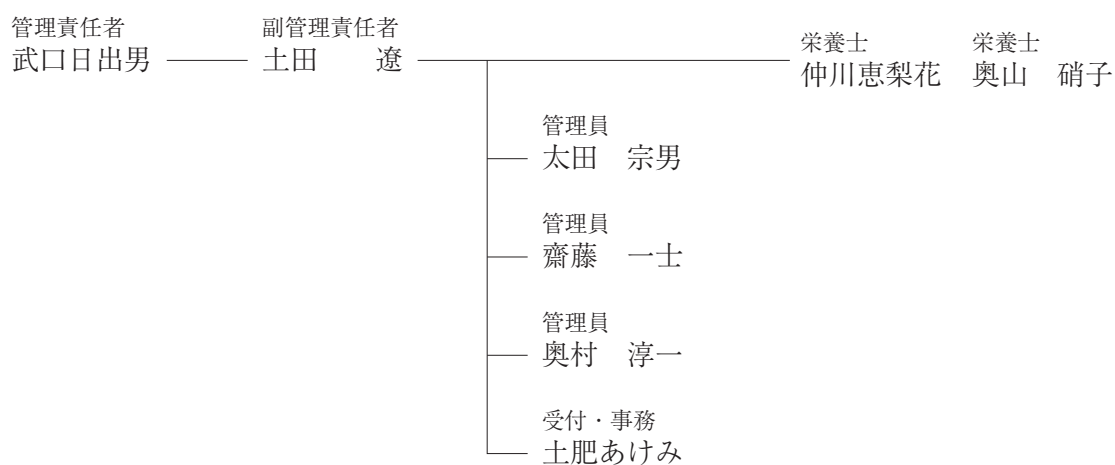 管理責任者
武口日出男
副管理責任者
土田　遼
栄養士
仲川恵梨花
栄養士
奥山　硝子
管理員
太田　宗男
管理員
齋藤　一士
管理員
奥村　淳一
受付・事務
土肥あけみ